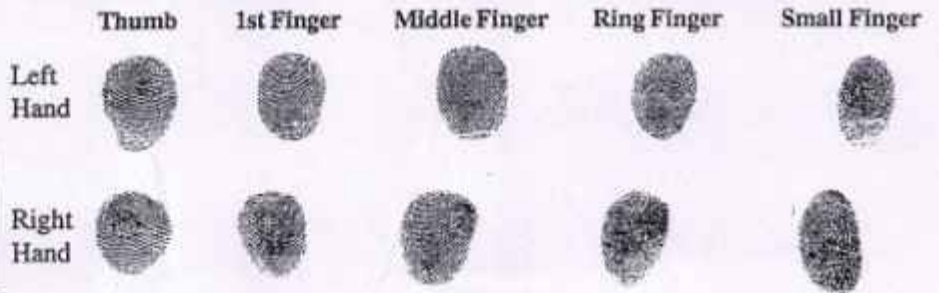 Thumb 1st Finger Middle Finger Ring Finger Small Finger
Left
Hand
Right
Hand